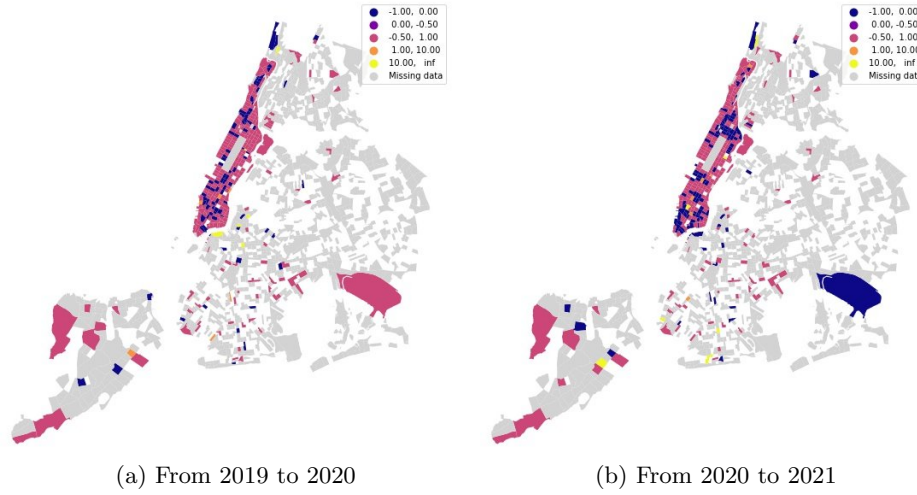 -1.00, 0.00
0.00, -0.50
-0.50, 1.00
1.00, 10.00
10.00, inf
Missing data
-1.00, 0.00
0.00, -0.50
-0.50, 1.00
1.00, 10.00
10.00, inf
Missing data
(a) From 2019 to 2020
(b) From 2020 to 2021